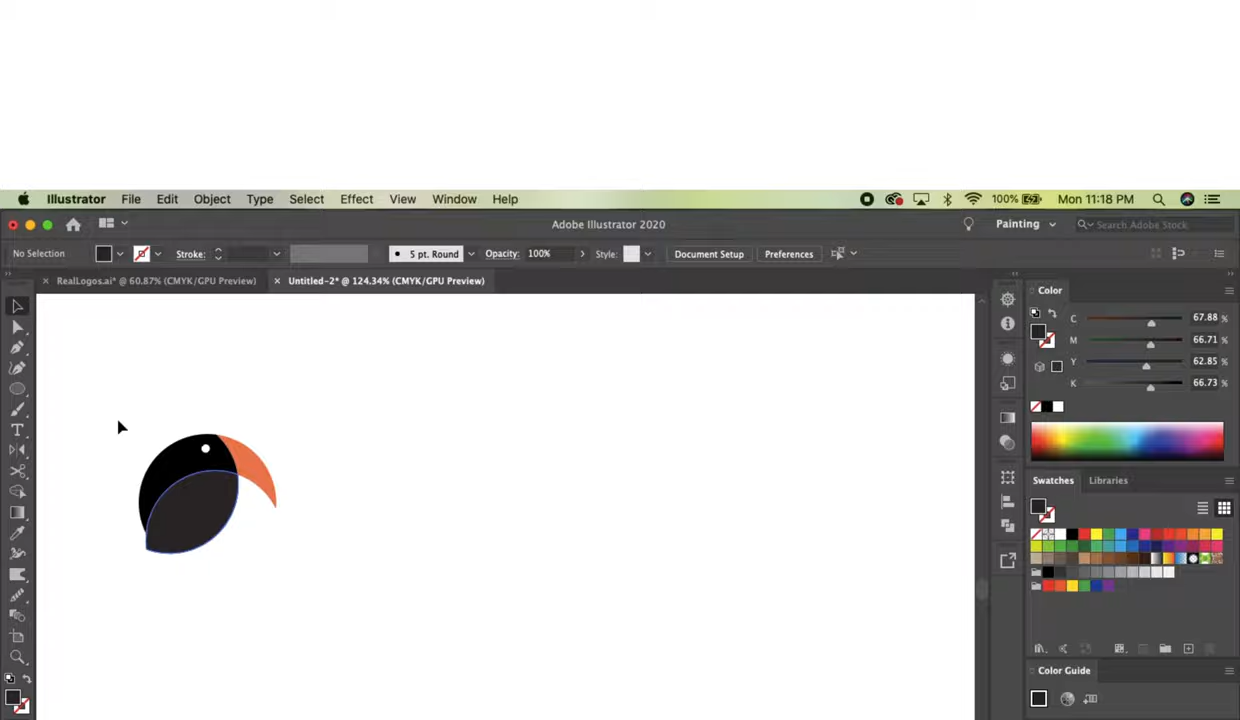 Illustrator File Edit Object Type Select Effect View Window Help 100% Mon 11:18 PM
Adobe Illustrator 2020 Painting Search Adobe Stock
No Selection Stroke: 5 pt. Round Opacity: 100% Style: Document Setup Preferences
RealLogos.ai* @ 60.87% (CMYK/GPU Preview) Untitled-2* @ 124.34% (CMYK/GPU Preview)
Color
C 67.88 %
M 66.71 %
Y 62.85 %
K 66.73 %
Swatches Libraries
Color Guide